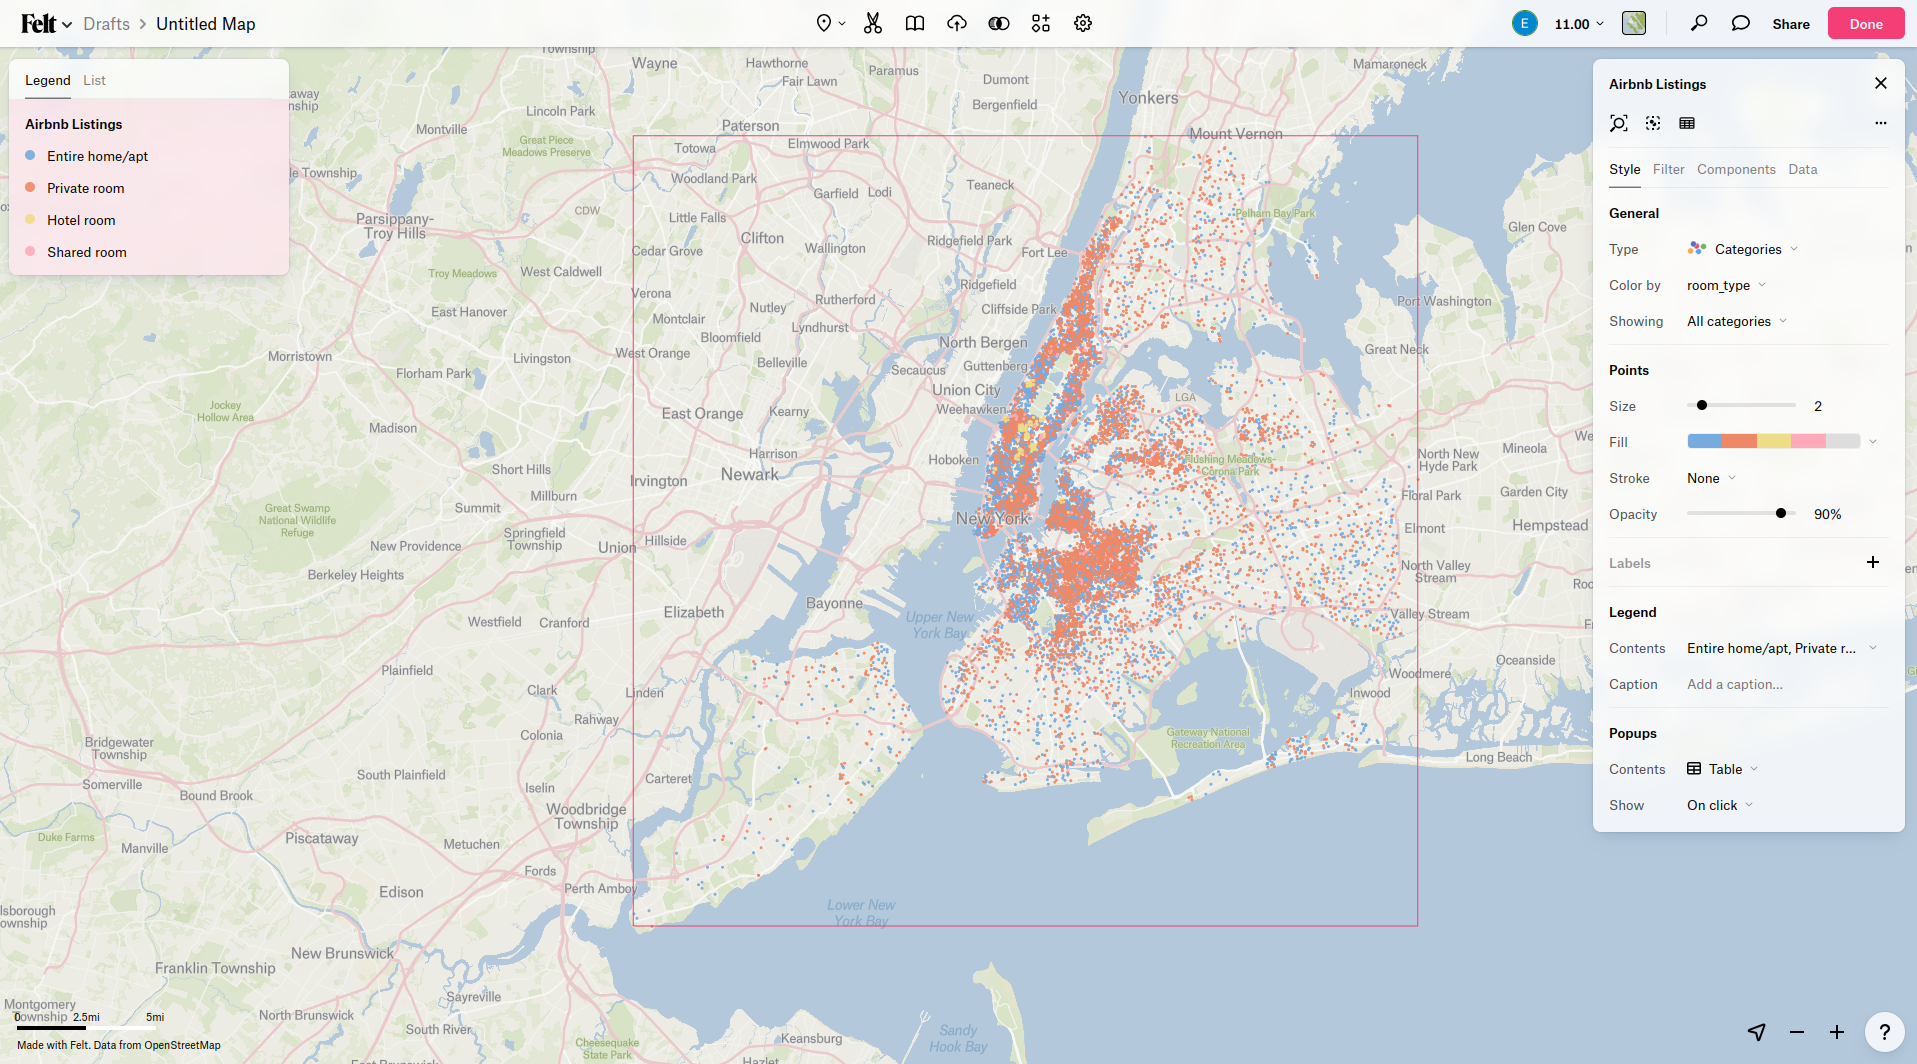 Felt
Drafts
Untitled Map
E
11.00
Share
Done
Legend
List
Airbnb Listings
Entire home/apt
Private room
Hotel room
Shared room
Airbnb Listings
Style
Filter
Components
Data
General
Type
Categories
Color by
room_type
Showing
All categories
Points
Size
2
Fill
Stroke
None
Opacity
90%
Labels
Legend
Contents
Entire home/apt, Private r...
Caption
Add a caption...
Popups
Contents
Table
Show
On click
Township
Wayne
Hawthorne
Fair Lawn
Paramus
Dumont
Bergenfield
Yonkers
Mamaroneck
Lincoln Park
Montville
Great Piece
Meadows Preserve
Paterson
Totowa
Elmwood Park
Mount Vernon
Woodland Park
Garfield
Lodi
Teaneck
Pelham Bay Park
Glen Cove
CDW
Parsippany-
Troy Hills
Little Falls
Clifton
Wallington
Ridgefield Park
Fort Lee
Cedar Grove
Troy Meadows
West Caldwell
Verona
Nutley
Rutherford
Ridgefield
Cliffside Park
Port Washington
East Hanover
Montclair
Lyndhurst
Bloomfield
North Bergen
Great Neck
Morristown
Livingston
West Orange
Belleville
Secaucus
Guttenberg
Florham Park
Union City
Weehawken
LGA
Jockey
Hollow Area
East Orange
Kearny
Madison
Harrison
Hoboken
Flushing Meadows-
Corona Park
Mineola
North New
Hyde Park
Short Hills
Newark
Irvington
Millburn
Floral Park
Garden City
Great Swamp
National Wildlife
Refuge
Summit
New York
Springfield
Township
Elmont
Hempstead
New Providence
Union
Hillside
North Valley
Stream
Berkeley Heights
Bayonne
Elizabeth
Upper New
York Bay
Valley Stream
Westfield
Cranford
Plainfield
Oceanside
Woodmere
Clark
Linden
Inwood
Rahway
Colonia
Bridgewater
Township
Gateway National
Recreation Area
Long Beach
South Plainfield
Carteret
Somerville
Bound Brook
Iselin
Woodbridge
Township
Duke Farms
Piscataway
Manville
Metuchen
Fords
Edison
Perth Amboy
Lower New
York Bay
New Brunswick
Franklin Township
Sayreville
Montgomery
Township
North Brunswick
South River
Keansburg
Sandy
Hook Bay
Cheesequake
State Park
Hazlet
East Brunswick
0
2.5mi
5mi
Made with Felt. Data from OpenStreetMap
?